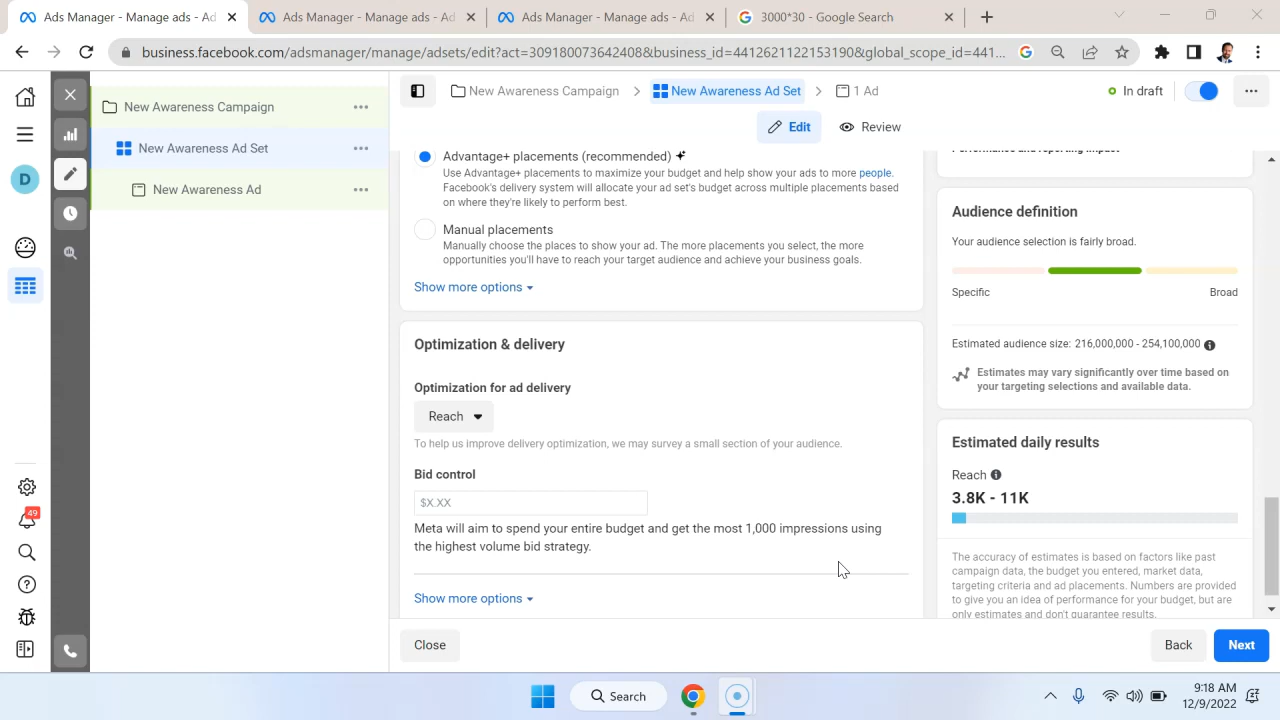 Ads Manager - Manage ads - Ad
Ads Manager - Manage ads - Ad
Ads Manager - Manage ads - Ad
3000*30 - Google Search
business.facebook.com/adsmanager/manage/adsets/edit?act=309180073642408&business_id=4412621122153190&global_scope_id=441...
New Awareness Campaign
New Awareness Ad Set
1 Ad
In draft
Edit
Review
D
New Awareness Campaign
New Awareness Ad Set
New Awareness Ad
49
Advantage+ placements (recommended)
Use Advantage+ placements to maximize your budget and help show your ads to more people.
Facebook's delivery system will allocate your ad set's budget across multiple placements based
on where they're likely to perform best.
Manual placements
Manually choose the places to show your ad. The more placements you select, the more
opportunities you'll have to reach your target audience and achieve your business goals.
Show more options
Optimization & delivery
Optimization for ad delivery
Reach
To help us improve delivery optimization, we may survey a small section of your audience.
Bid control
$X.XX
Meta will aim to spend your entire budget and get the most 1,000 impressions using
the highest volume bid strategy.
Show more options
Performance and reporting impact
Audience definition
Your audience selection is fairly broad.
Specific
Broad
Estimated audience size: 216,000,000 - 254,100,000
Estimates may vary significantly over time based on
your targeting selections and available data.
Estimated daily results
Reach
3.8K - 11K
The accuracy of estimates is based on factors like past
campaign data, the budget you entered, market data,
targeting criteria and ad placements. Numbers are provided
to give you an idea of performance for your budget, but are
only estimates and don't guarantee results.
Close
Back
Next
Search
9:18 AM
12/9/2022